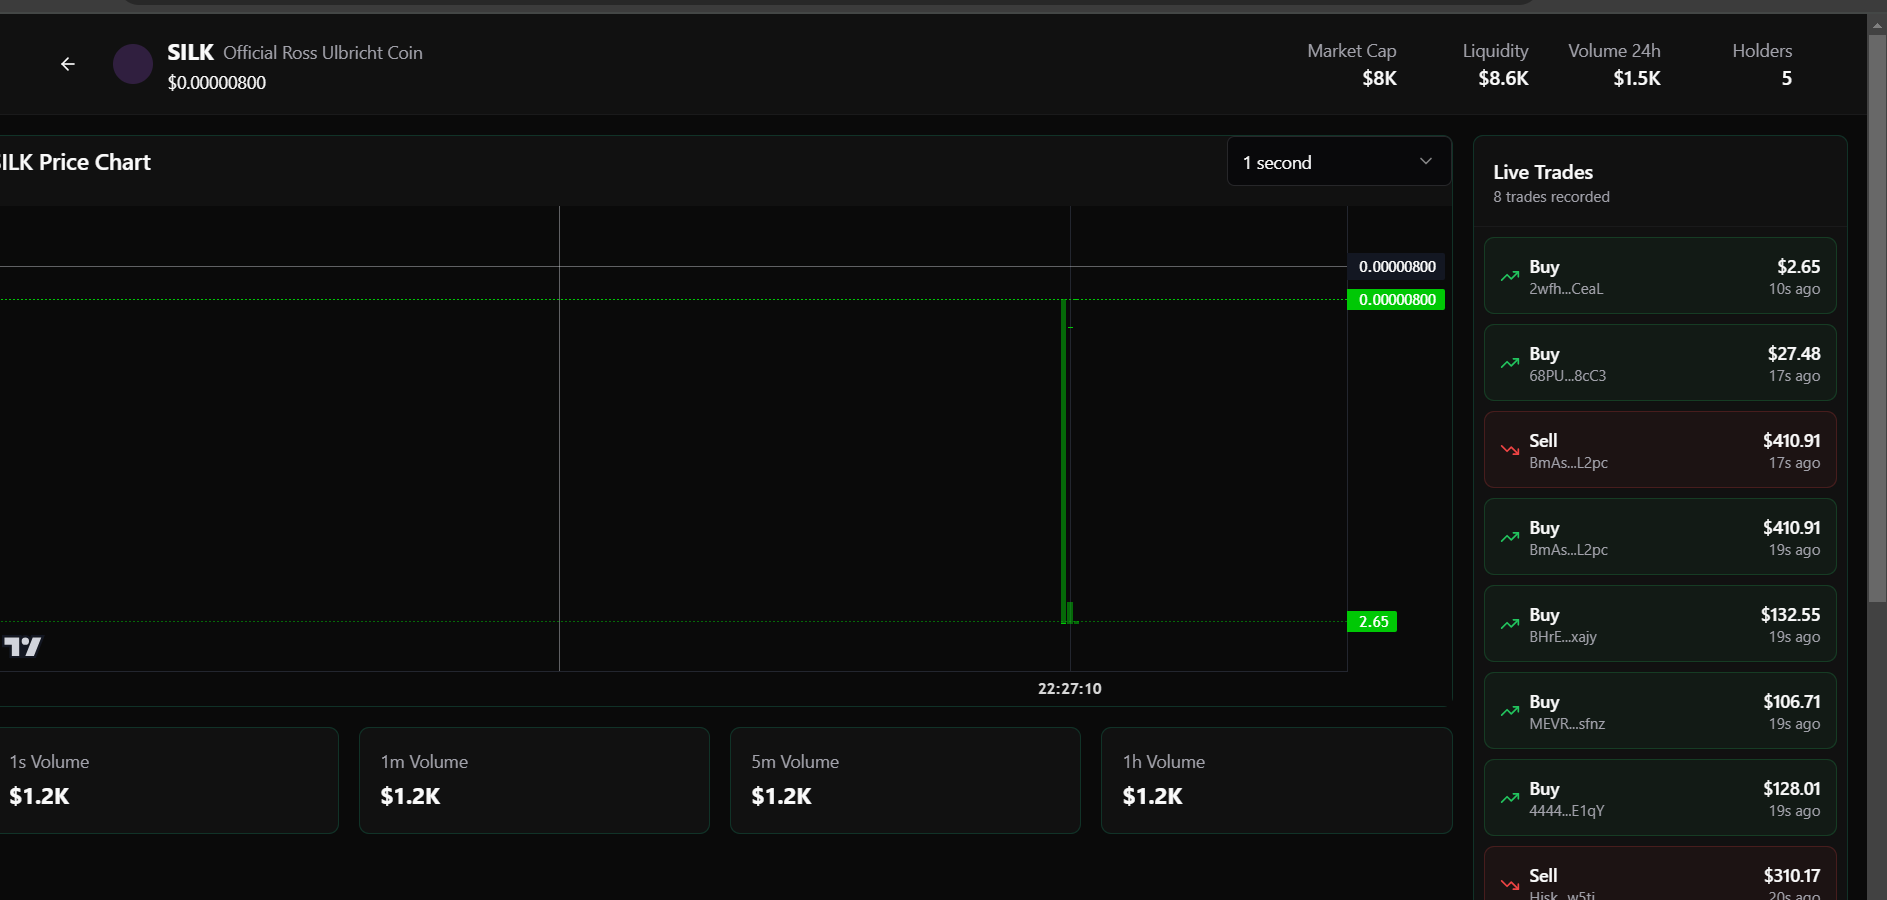 SILK Official Ross Ulbricht Coin
$0.00000800
Market Cap
$8K
Liquidity
$8.6K
Volume 24h
$1.5K
Holders
5
SILK Price Chart
1 second
0.00000800
0.00000800
2.65
22:27:10
1s Volume
$1.2K
1m Volume
$1.2K
5m Volume
$1.2K
1h Volume
$1.2K
Live Trades
8 trades recorded
Buy $2.65
2wfh...CeaL 10s ago
Buy $27.48
68PU...8cC3 17s ago
Sell $410.91
BmAs...L2pc 17s ago
Buy $410.91
BmAs...L2pc 19s ago
Buy $132.55
BHrE...xajy 19s ago
Buy $106.71
MEVR...sfnz 19s ago
Buy $128.01
4444...E1qY 19s ago
Sell $310.17
20s ago